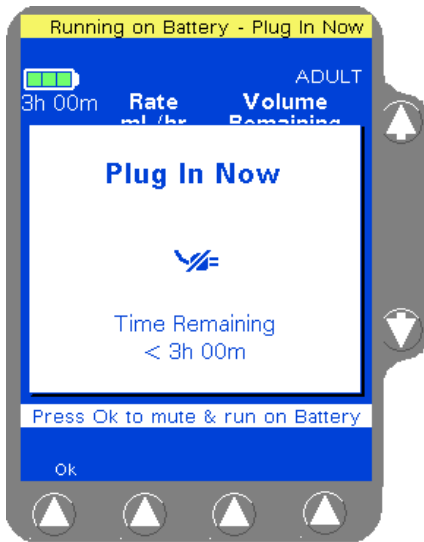 Running on Battery - Plug In Now
ADULT
3h 00m Rate Volume
mL/hr Remaining
Plug In Now
Time Remaining
< 3h 00m
Press Ok to mute & run on Battery
Ok